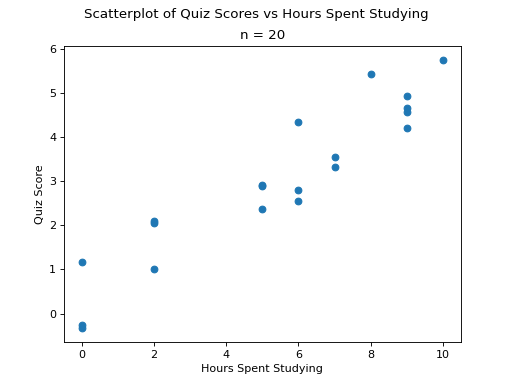 Scatterplot of Quiz Scores vs Hours Spent Studying
n = 20
6
5
4
3
2
1
0
Quiz Score
0 2 4 6 8 10
Hours Spent Studying